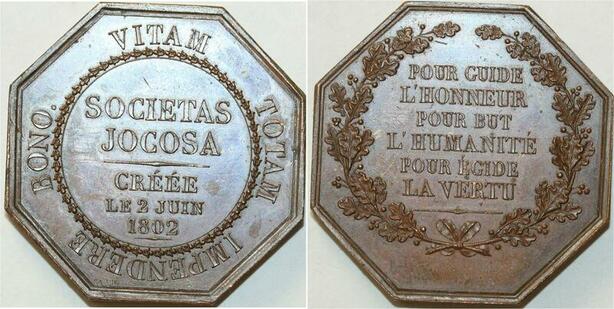 VITAM TOTAM IMPENDERE BONO.
SOCIETAS
JOCOSA
CRÉÉE
LE 2 JUIN
1802
POUR GUIDE
L'HONNEUR
POUR BUT
L'HUMANITÉ
POUR ÉGIDE
LA VERTU